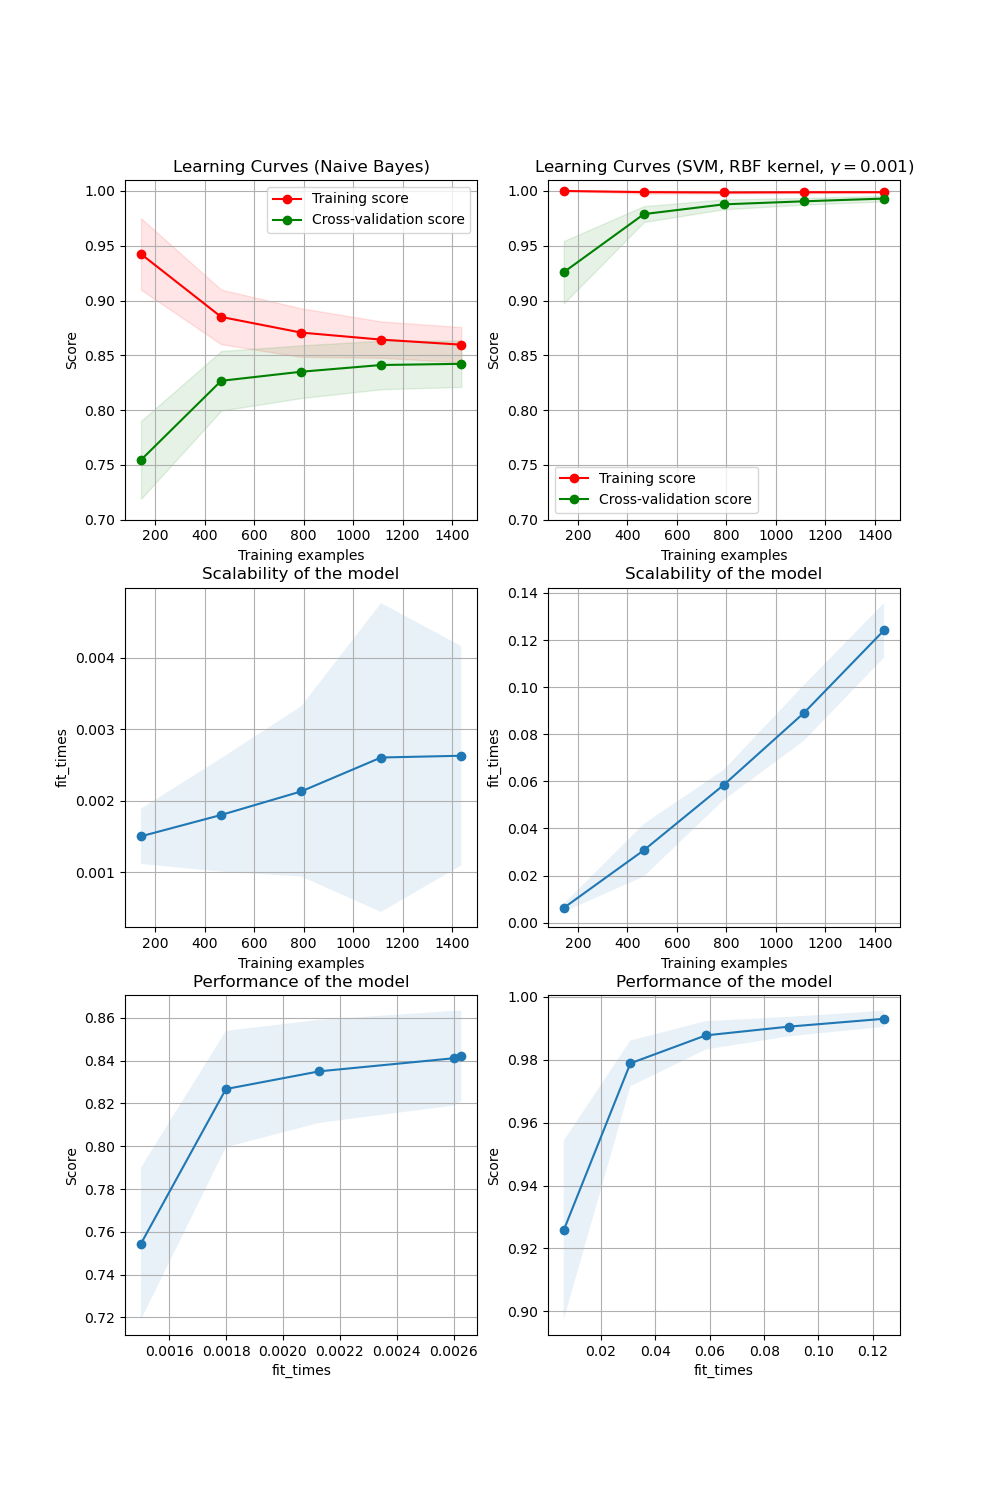 Learning Curves (Naive Bayes)
1.00
0.95
0.90
0.85
0.80
0.75
0.70
Score
Training score
Cross-validation score
200 400 600 800 1000 1200 1400
Training examples
Learning Curves (SVM, RBF kernel, γ = 0.001)
1.00
0.95
0.90
0.85
0.80
0.75
0.70
Score
Training score
Cross-validation score
200 400 600 800 1000 1200 1400
Training examples
Scalability of the model
0.004
0.003
0.002
0.001
fit_times
200 400 600 800 1000 1200 1400
Training examples
Scalability of the model
0.14
0.12
0.10
0.08
0.06
0.04
0.02
0.00
fit_times
200 400 600 800 1000 1200 1400
Training examples
Performance of the model
0.86
0.84
0.82
0.80
0.78
0.76
0.74
0.72
Score
0.0016 0.0018 0.0020 0.0022 0.0024 0.0026
fit_times
Performance of the model
1.00
0.98
0.96
0.94
0.92
0.90
Score
0.02 0.04 0.06 0.08 0.10 0.12
fit_times